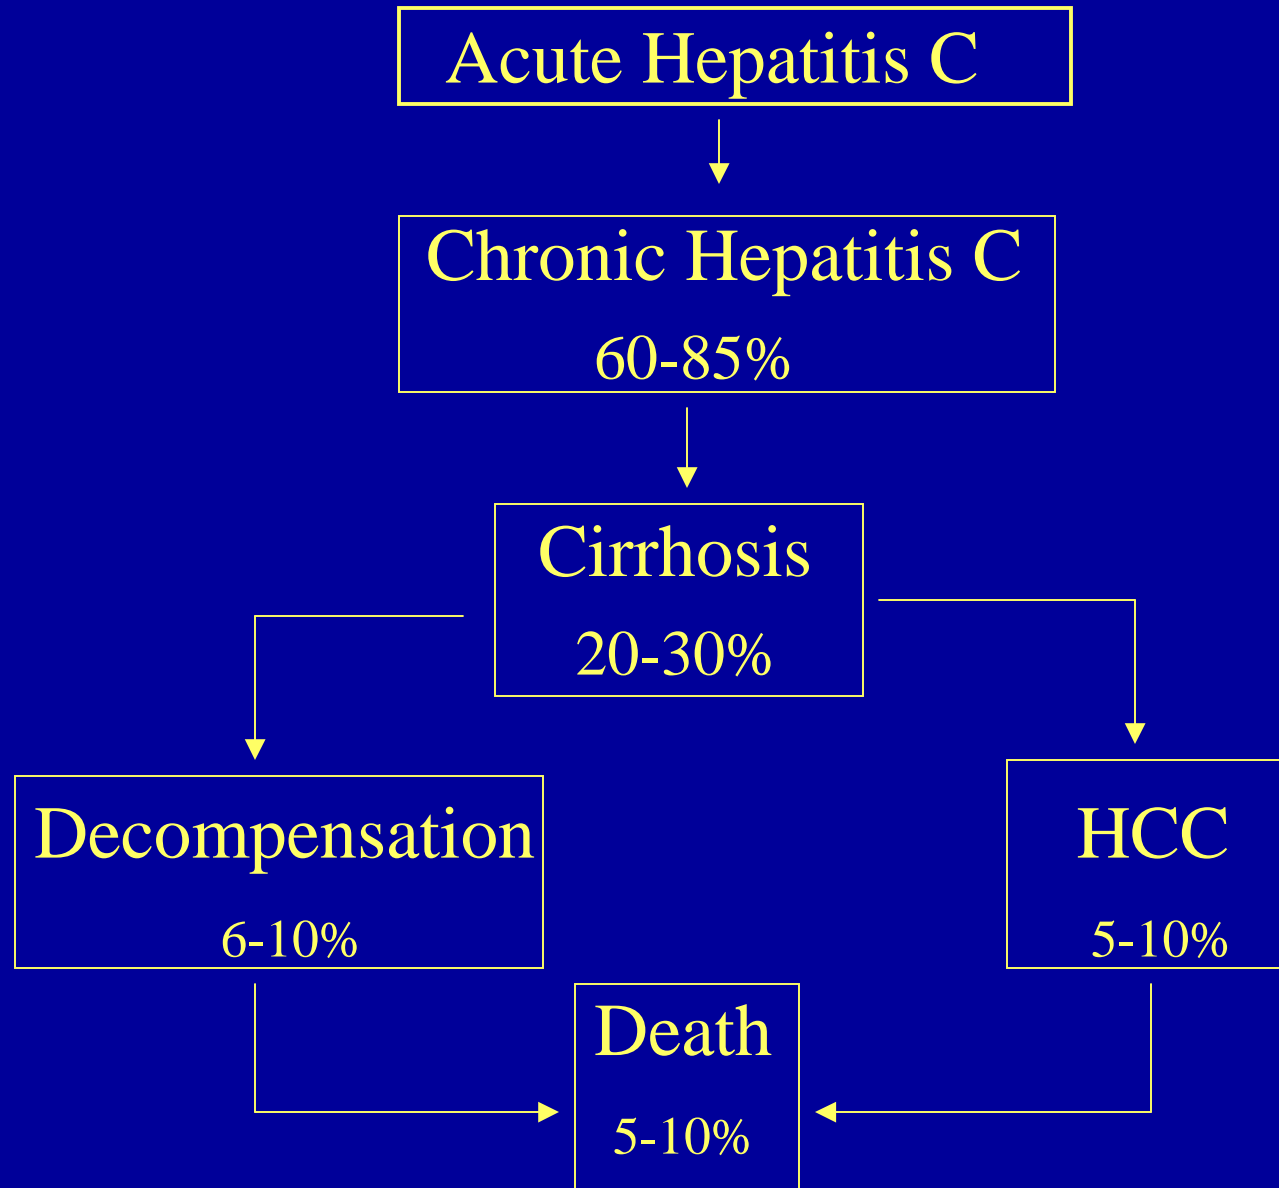 Acute Hepatitis C
Chronic Hepatitis C
60-85%
Cirrhosis
20-30%
Decompensation
6-10%
HCC
5-10%
Death
5-10%